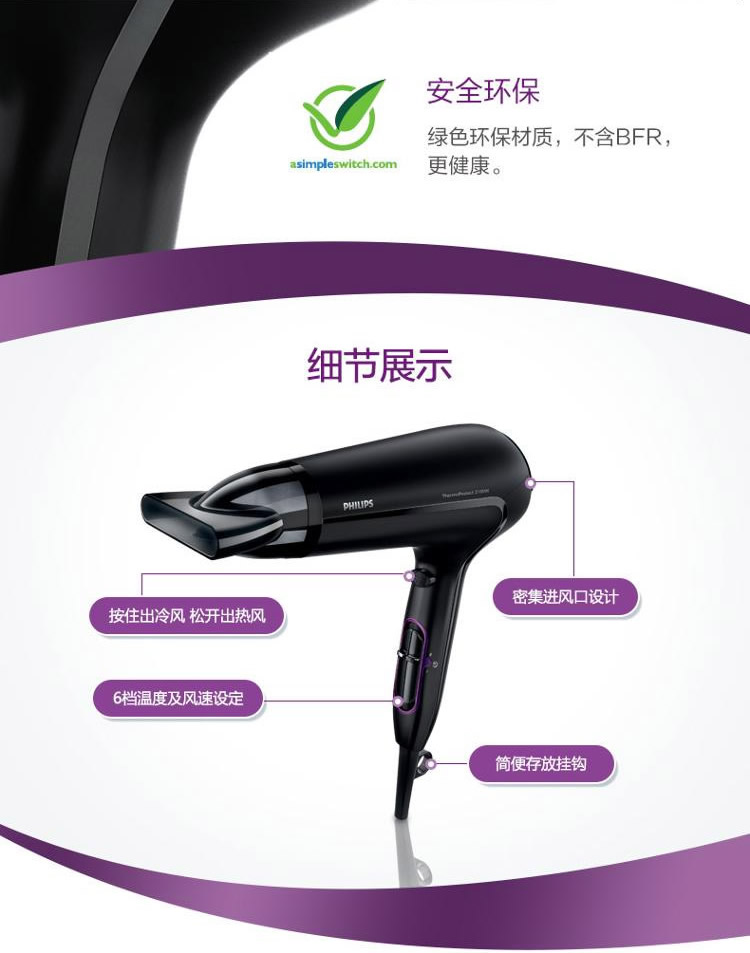 安全环保
asimpleswitch.com
绿色环保材质，不含BFR，
更健康。
细节展示
PHILIPS
密集进风口设计
按住出冷风 松开出热风
6档温度及风速设定
简便存放挂钩